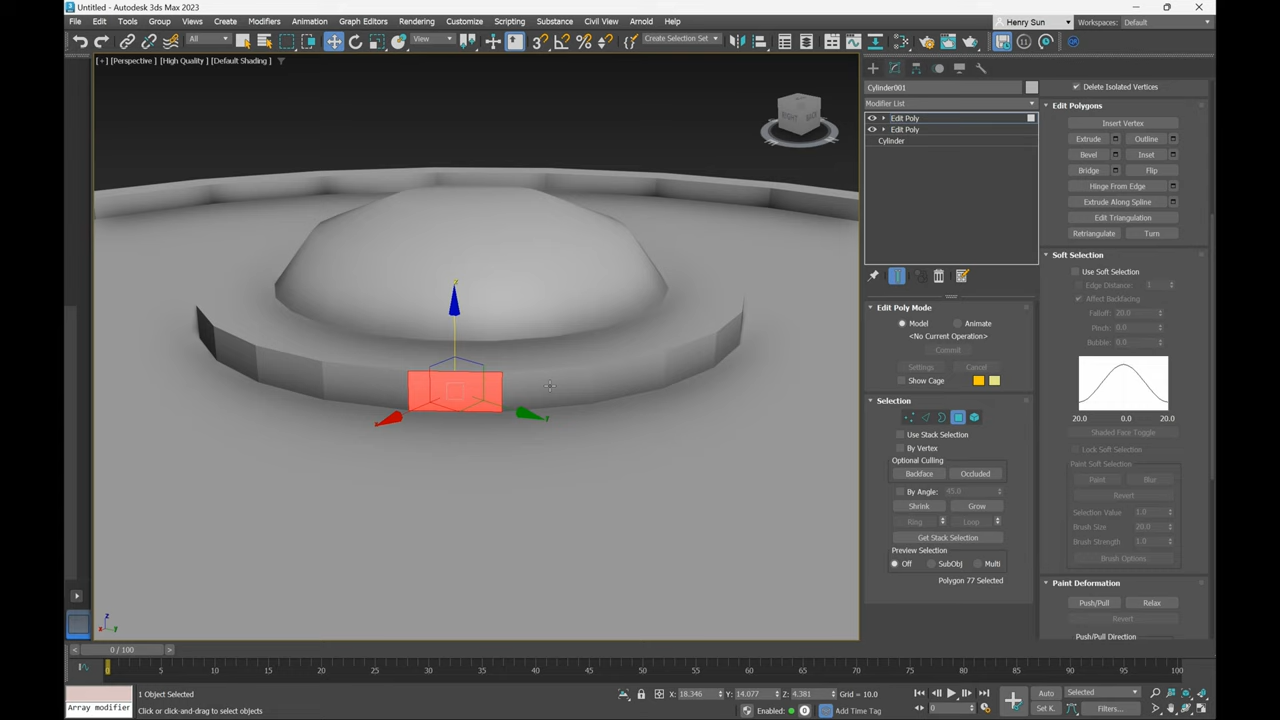 Untitled - Autodesk 3ds Max 2023
File Edit Tools Group Views Create Modifiers Animation Graph Editors Rendering Customize Scripting Substance Civil View Arnold Help
Henry Sun Workspaces: Default
All View Create Selection Set
[+] [Perspective] [High Quality] [Default Shading]
Cylinder001
Modifier List
Edit Poly
Edit Poly
Cylinder
Edit Poly Mode
Model Animate
<No Current Operation>
Commit
Settings Cancel
Show Cage
Selection
Use Stack Selection
By Vertex
Optional Culling
Backface Occluded
By Angle: 45.0
Shrink Grow
Ring Loop
Get Stack Selection
Preview Selection
Off SubObj Multi
Polygon 77 Selected
Delete Isolated Vertices
Edit Polygons
Insert Vertex
Extrude Outline
Bevel Inset
Bridge Flip
Hinge From Edge
Extrude Along Spline
Edit Triangulation
Retriangulate Turn
Soft Selection
Use Soft Selection
Edge Distance: 1
Affect Backfacing
Falloff: 20.0
Pinch: 0.0
Bubble: 0.0
20.0 0.0 20.0
Shaded Face Toggle
Lock Soft Selection
Paint Soft Selection
Paint Blur
Revert
Selection Value 1.0
Brush Size 20.0
Brush Strength 1.0
Brush Options
Paint Deformation
Push/Pull Relax
Revert
Push/Pull Direction
z
x
y
z
x y
0 / 100
0 5 10 15 20 25 30 35 40 45 50 55 60 65 70 75 80 85 90 95 100
1 Object Selected X: 18.346 Y: 14.077 Z: 4.381 Grid = 10.0 Auto Selected
Array modifier Click or click-and-drag to select objects Enabled: 0 Add Time Tag 0 Set K. Filters...